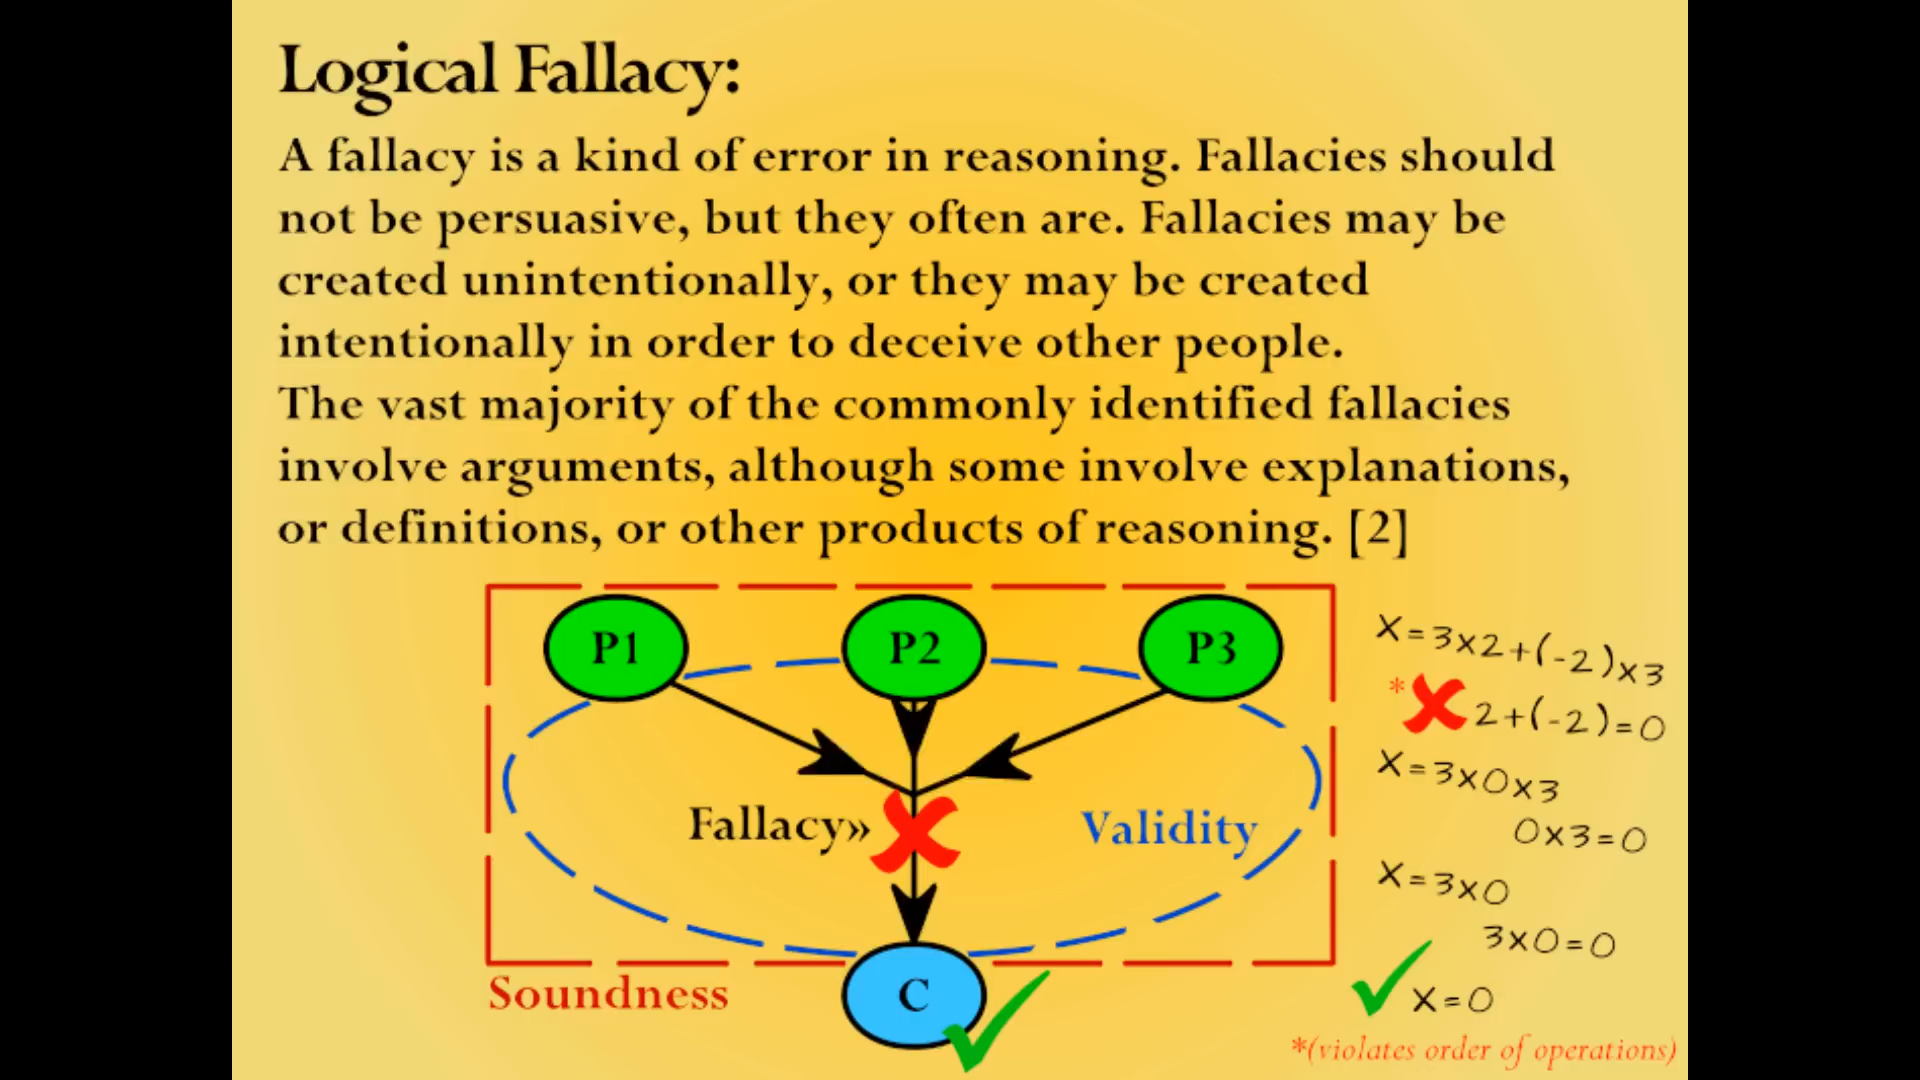 Logical Fallacy:
A fallacy is a kind of error in reasoning. Fallacies should
not be persuasive, but they often are. Fallacies may be
created unintentionally, or they may be created
intentionally in order to deceive other people.
The vast majority of the commonly identified fallacies
involve arguments, although some involve explanations,
or definitions, or other products of reasoning. [2]
P1
P2
P3
Fallacy»
Validity
Soundness
C
X=3x2+(-2)x3
* 2+(-2)=0
X=3x0x3
0x3=0
X=3x0
3x0=0
X=0
*(violates order of operations)